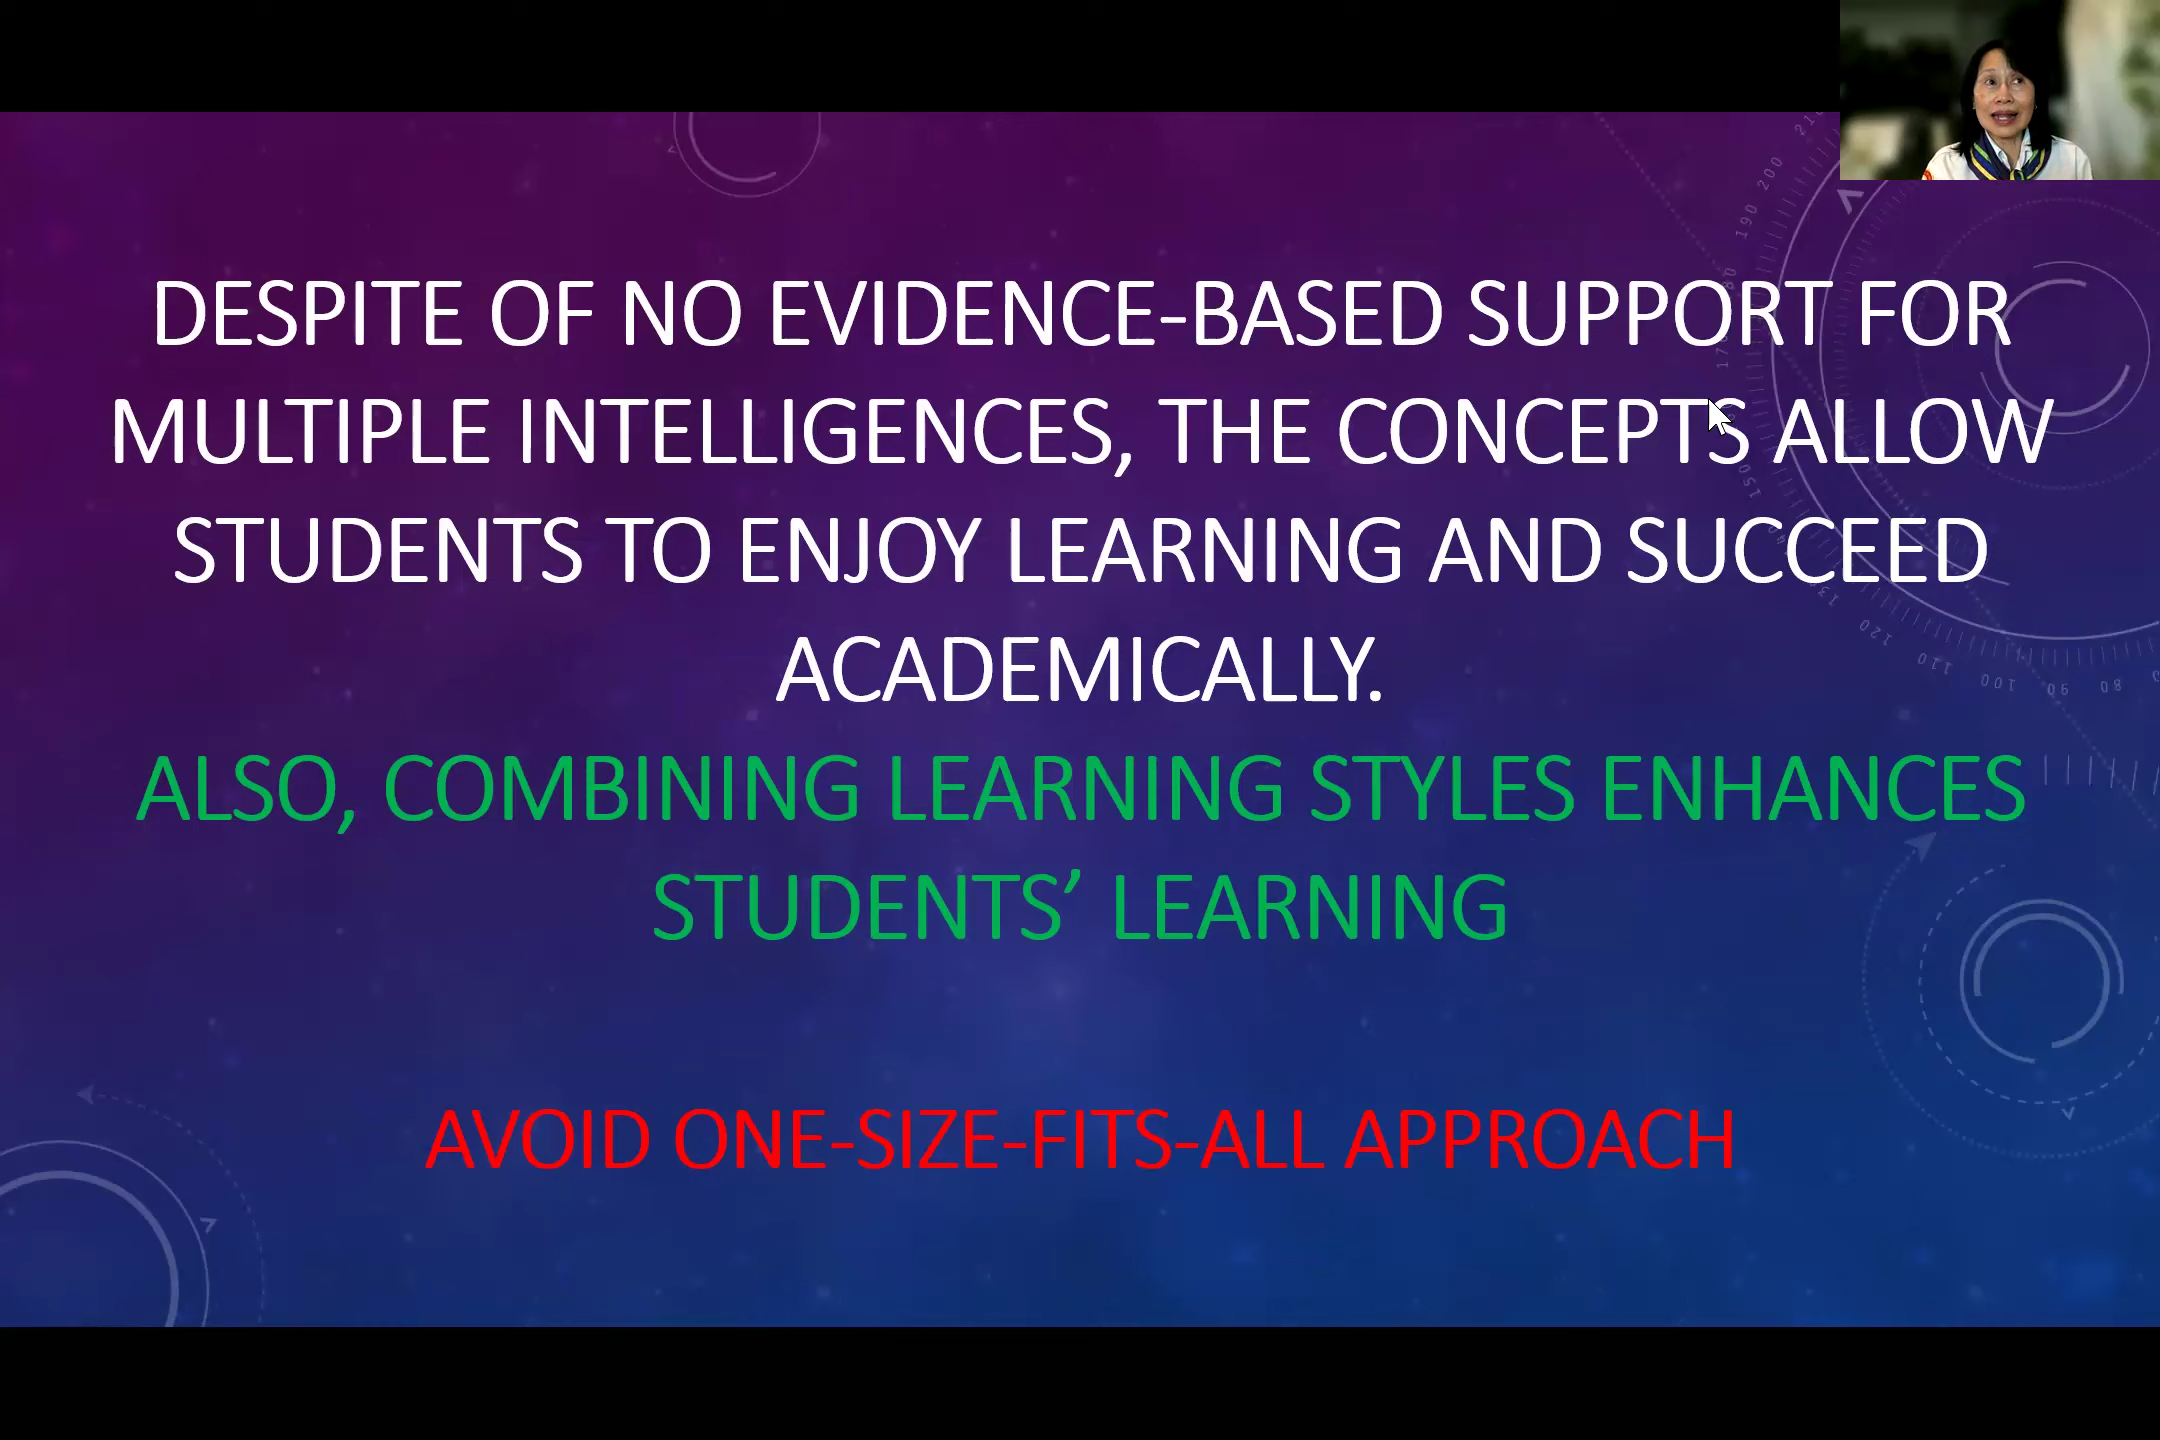 DESPITE OF NO EVIDENCE-BASED SUPPORT FOR
MULTIPLE INTELLIGENCES, THE CONCEPTS ALLOW
STUDENTS TO ENJOY LEARNING AND SUCCEED
ACADEMICALLY.
ALSO, COMBINING LEARNING STYLES ENHANCES
STUDENTS’ LEARNING
AVOID ONE-SIZE-FITS-ALL APPROACH